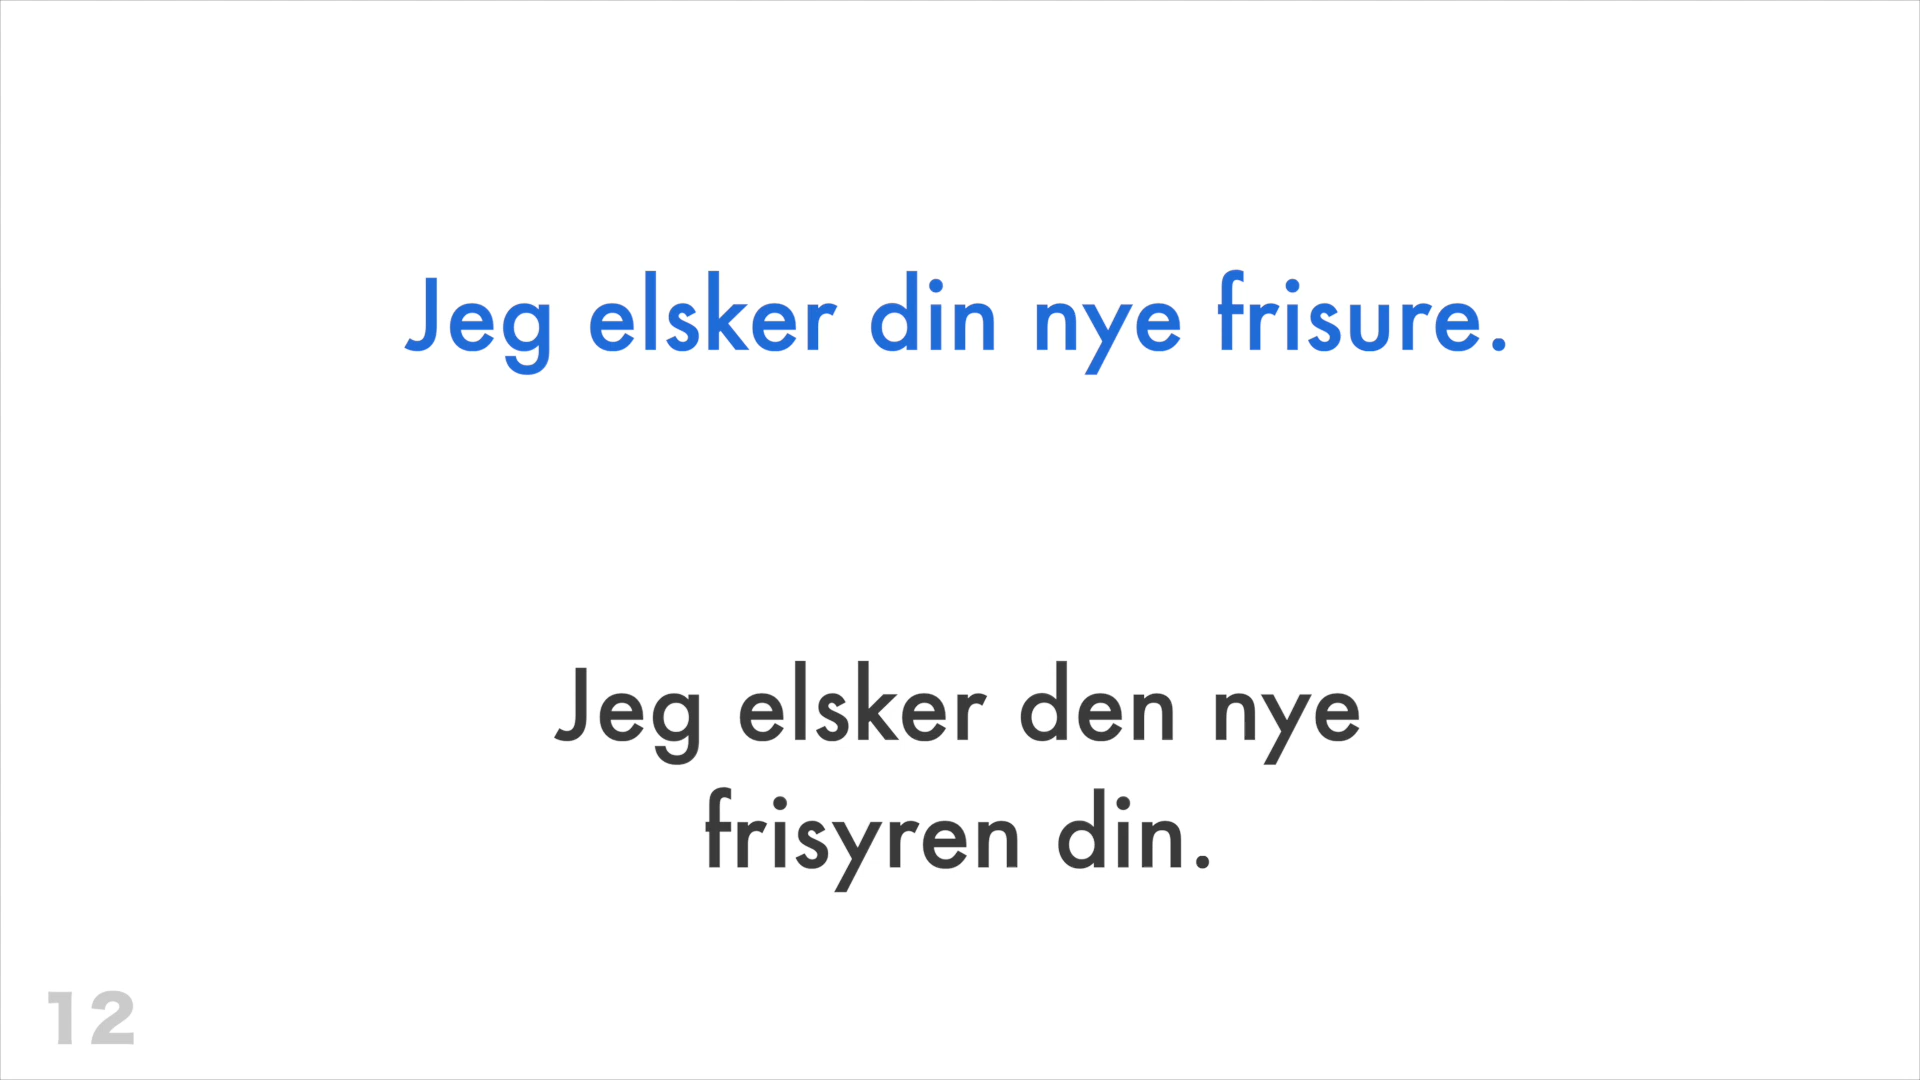 Jeg elsker din nye frisure.
Jeg elsker den nye
frisyren din.
12